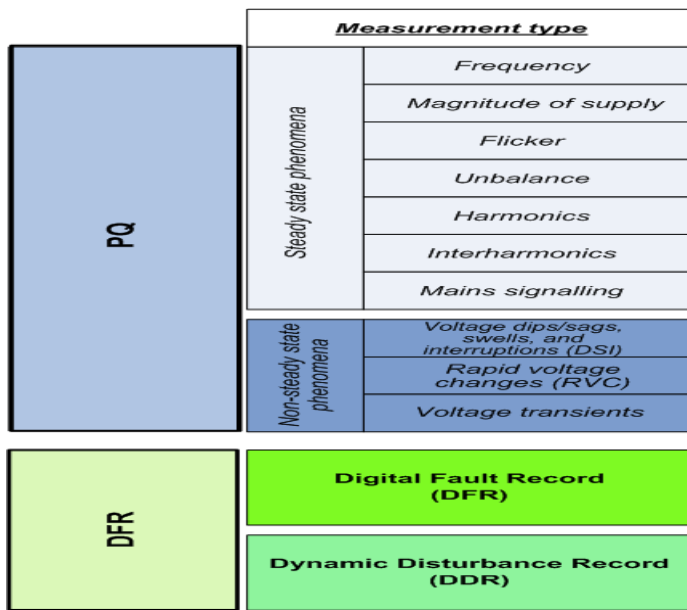 Measurement type
PQ
Steady state phenomena
Frequency
Magnitude of supply
Flicker
Unbalance
Harmonics
Interharmonics
Mains signalling
Non-steady state
phenomena
Voltage dips/sags,
swells, and
interruptions (DSI)
Rapid voltage
changes (RVC)
Voltage transients
DFR
Digital Fault Record
(DFR)
Dynamic Disturbance Record
(DDR)